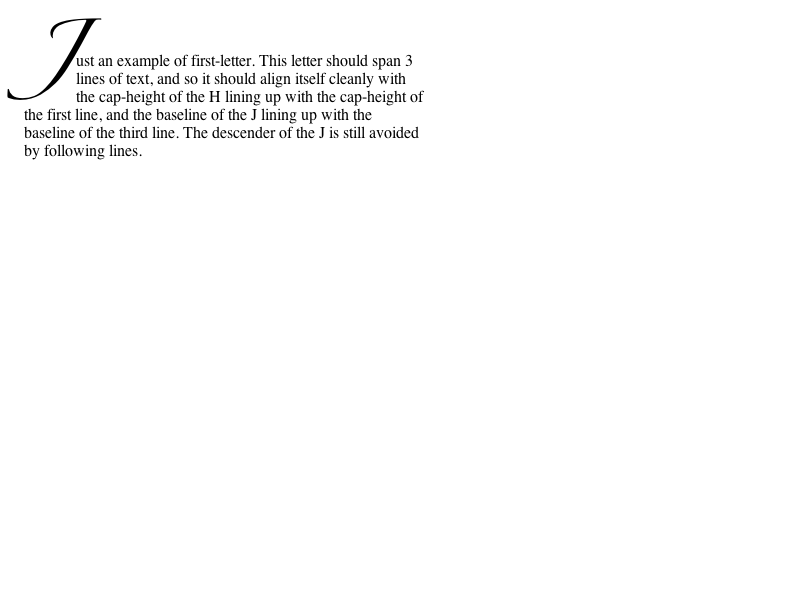 Just an example of first-letter. This letter should span 3
lines of text, and so it should align itself cleanly with
the cap-height of the H lining up with the cap-height of
the first line, and the baseline of the J lining up with the
baseline of the third line. The descender of the J is still avoided
by following lines.